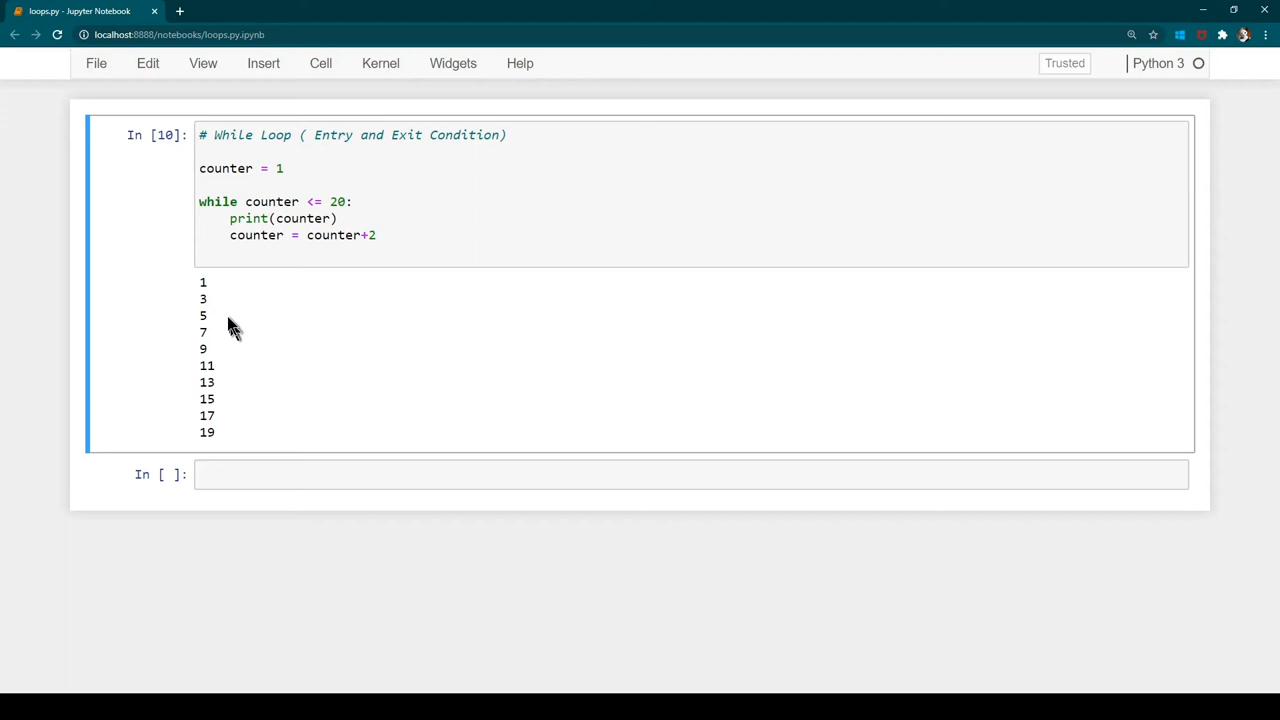 loops.py - Jupyter Notebook
localhost:8888/notebooks/loops.py.ipynb
File Edit View Insert Cell Kernel Widgets Help Trusted Python 3
In [10]: # While Loop ( Entry and Exit Condition)
counter = 1
while counter <= 20:
print(counter)
counter = counter+2
1
3
5
7
9
11
13
15
17
19
In [ ]: